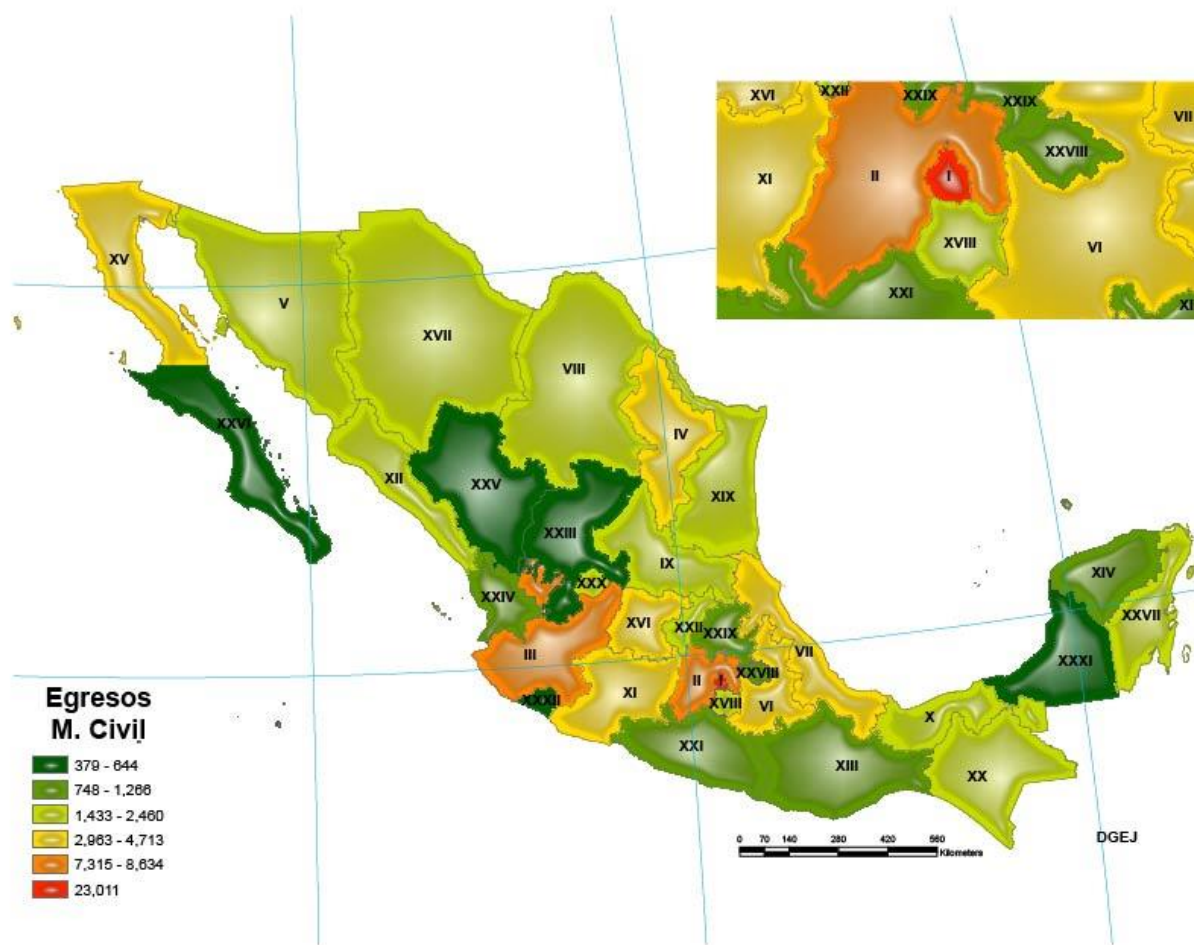 XVI
XXII
XXIX
XXIX
VII
XXVIII
XI
II
I
XVIII
VI
XXI
XI
XV
V
XVII
VIII
XXVI
IV
XII
XXV
XIX
XXIII
IX
XXX
XXIV
XIV
XXVII
XVI
XXII
XXIX
III
VII
XXXI
II
I
XXVIII
XI
XVIII
VI
XXXII
X
XXI
XIII
XX
Egresos
M. Civil
379 - 644
748 - 1,266
1,433 - 2,460
2,963 - 4,713
7,315 - 8,634
23,011
0 70 140 280 420 560
Kilometers
DGEJ